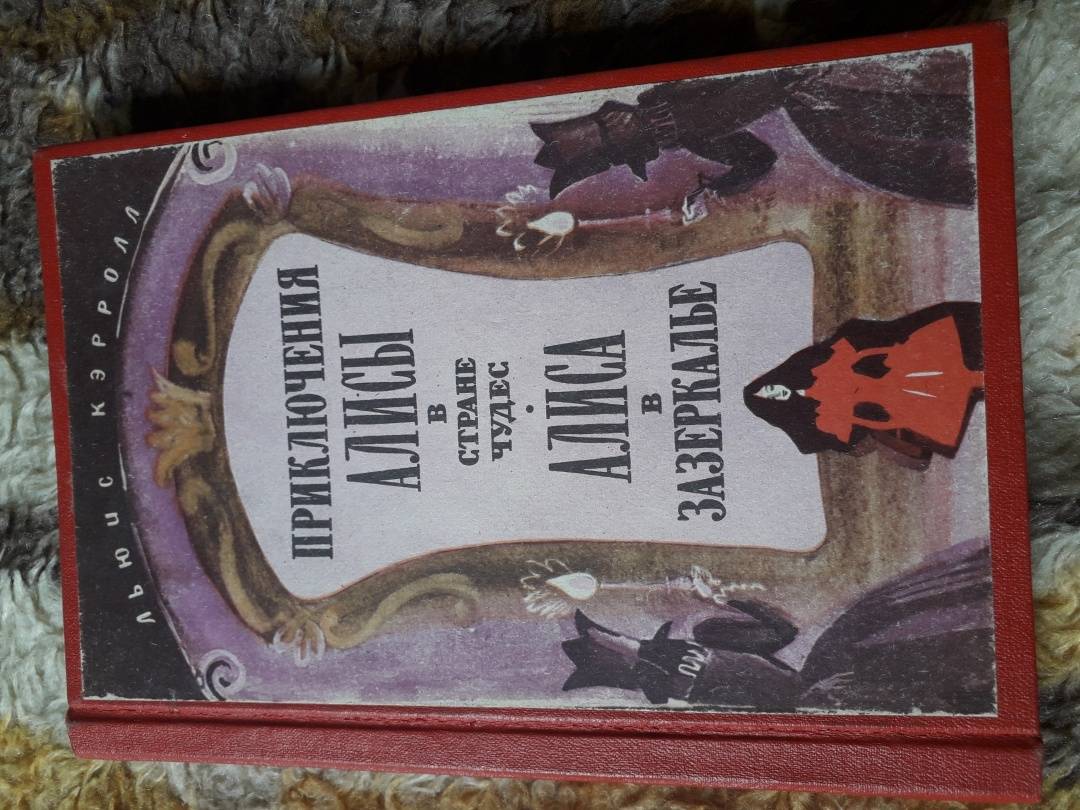 ЛЬЮИС КЭРРОЛЛ
ПРИКЛЮЧЕНИЯ
АЛИСЫ
В
СТРАНЕ
ЧУДЕС
·
АЛИСА
В
ЗАЗЕРКАЛЬЕ